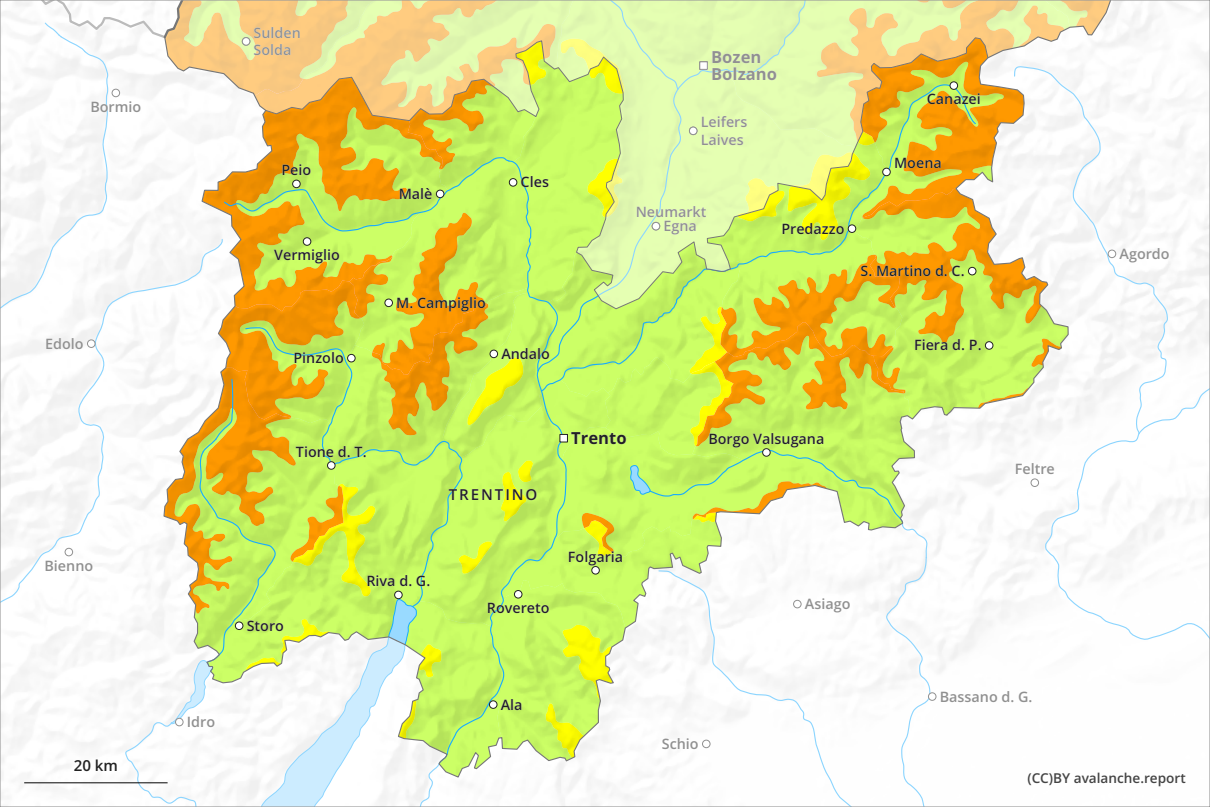 Sulden
Solda
Bozen
Bolzano
Bormio
Canazei
Leifers
Laives
Moena
Peio
Malè
Cles
Neumarkt
Egna
Predazzo
Vermiglio
Agordo
S. Martino d. C.
M. Campiglio
Edolo
Pinzolo
Andalo
Fiera d. P.
Trento
Borgo Valsugana
Tione d. T.
Feltre
TRENTINO
Bienno
Folgaria
Riva d. G.
Rovereto
Asiago
Storo
Bassano d. G.
Ala
Idro
Schio
20 km
(CC)BY avalanche.report